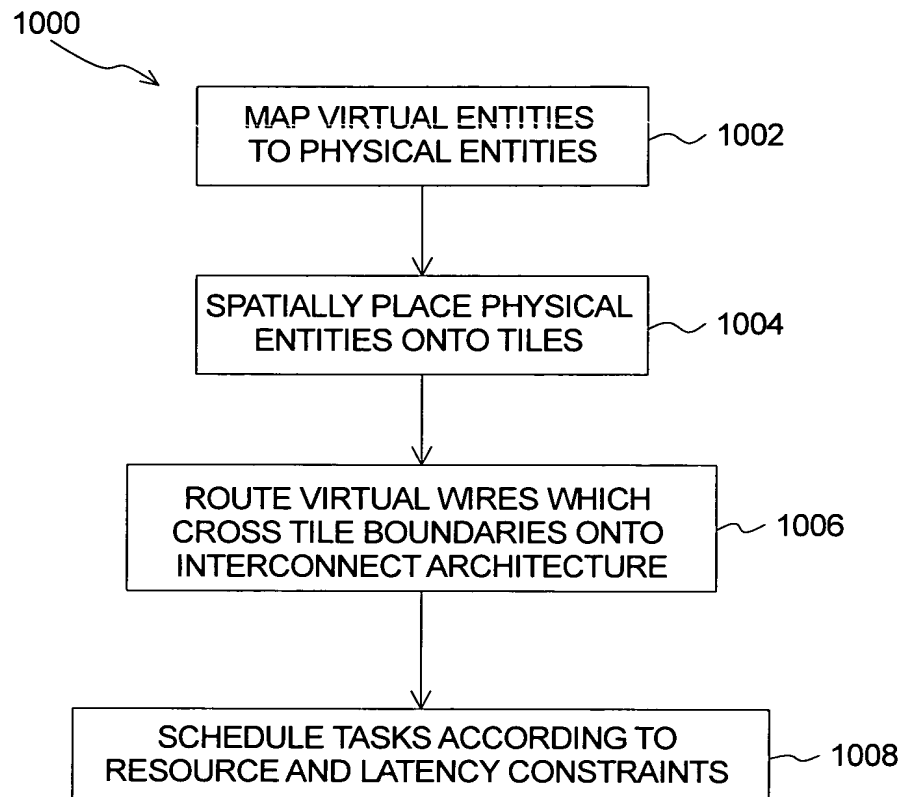 1000
MAP VIRTUAL ENTITIES
TO PHYSICAL ENTITIES
1002
SPATIALLY PLACE PHYSICAL
ENTITIES ONTO TILES
1004
ROUTE VIRTUAL WIRES WHICH
CROSS TILE BOUNDARIES ONTO
INTERCONNECT ARCHITECTURE
1006
SCHEDULE TASKS ACCORDING TO
RESOURCE AND LATENCY CONSTRAINTS
1008